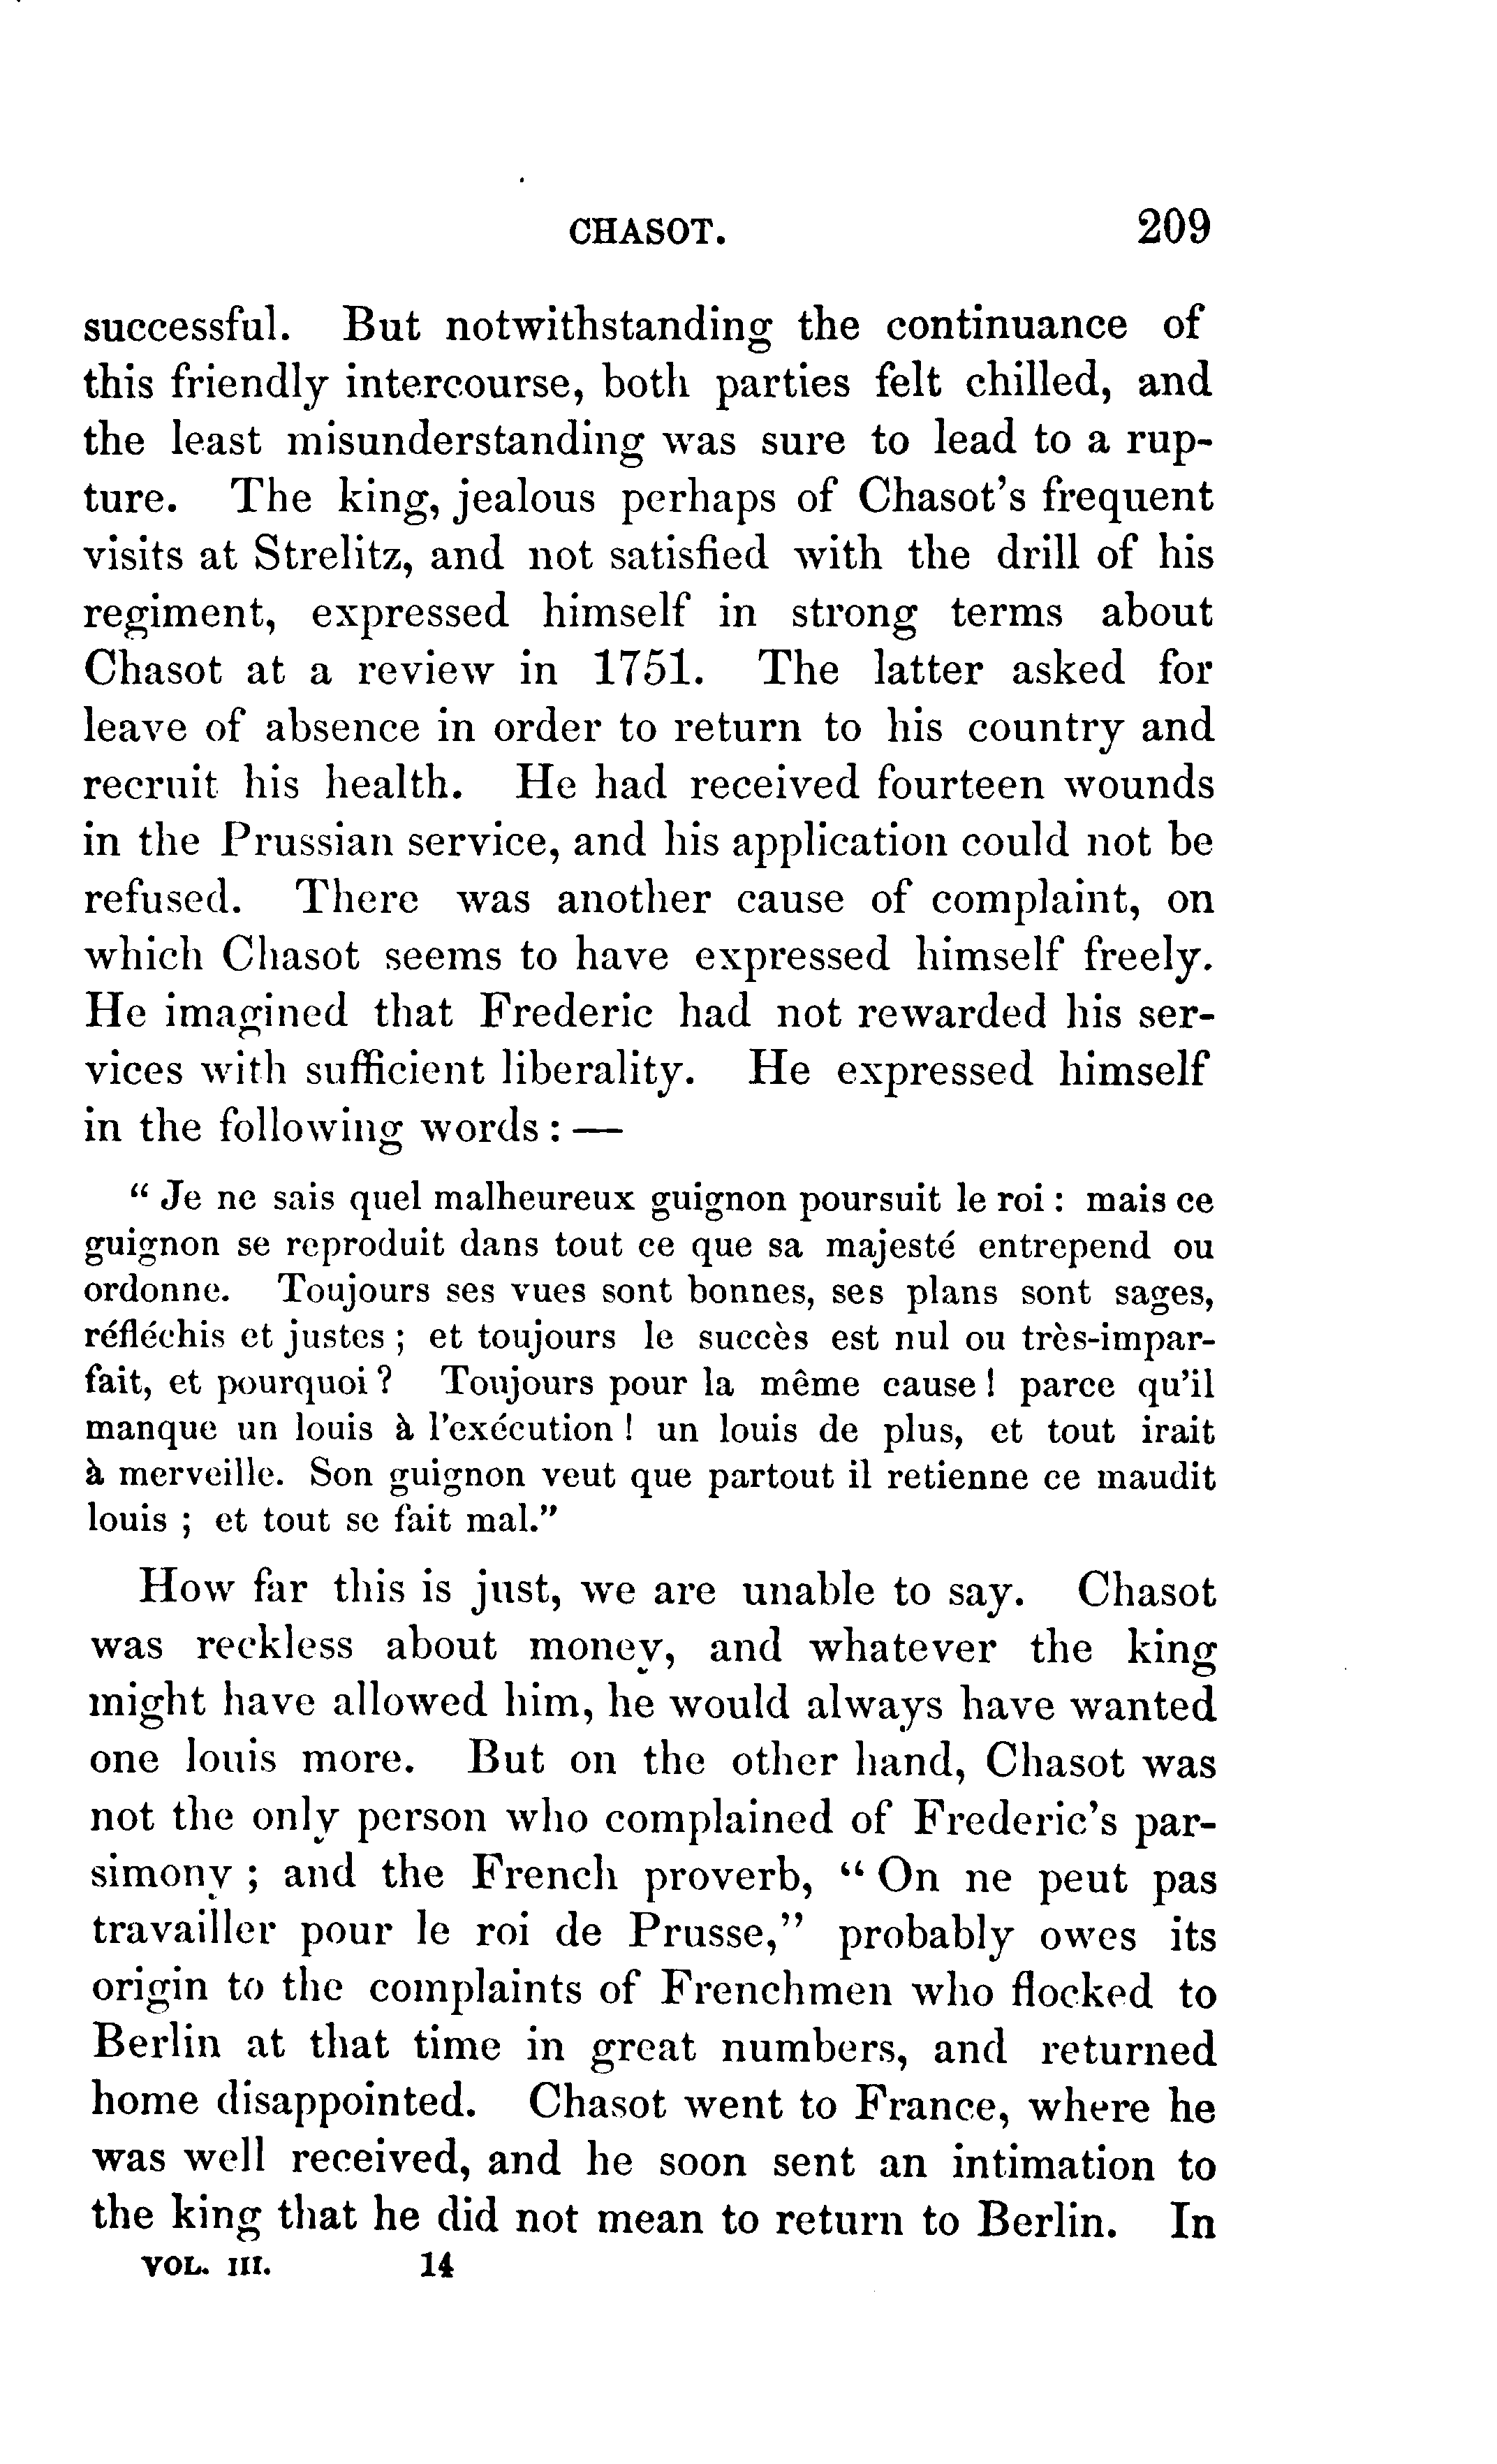 CHASOT. 209
successful. But notwithstanding the continuance of
this friendly intercourse, both parties felt chilled, and
the least misunderstanding was sure to lead to a rup-
ture. The king, jealous perhaps of Chasot's frequent
visits at Strelitz, and not satisfied with the drill of his
regiment, expressed himself in strong terms about
Chasot at a review in 1751. The latter asked for
leave of absence in order to return to his country and
recruit his health. He had received fourteen wounds
in the Prussian service, and his application could not be
refused. There was another cause of complaint, on
which Chasot seems to have expressed himself freely.
He imagined that Frederic had not rewarded his ser-
vices with sufficient liberality. He expressed himself
in the following words: —
“Je ne sais quel malheureux guignon poursuit le roi: mais ce
guignon se reproduit dans tout ce que sa majesté entrepend ou
ordonne. Toujours ses vues sont bonnes, ses plans sont sages,
réfléchis et justes; et toujours le succès est nul ou très-impar-
fait, et pourquoi? Toujours pour la même cause! parce qu'il
manque un louis à l'exécution! un louis de plus, et tout irait
à merveille. Son guignon veut que partout il retienne ce maudit
louis; et tout se fait mal.”
How far this is just, we are unable to say. Chasot
was reckless about money, and whatever the king
might have allowed him, he would always have wanted
one louis more. But on the other hand, Chasot was
not the only person who complained of Frederic's par-
simony; and the French proverb, “On ne peut pas
travailler pour le roi de Prusse,” probably owes its
origin to the complaints of Frenchmen who flocked to
Berlin at that time in great numbers, and returned
home disappointed. Chasot went to France, where he
was well received, and he soon sent an intimation to
the king that he did not mean to return to Berlin. In
VOL. III. 14